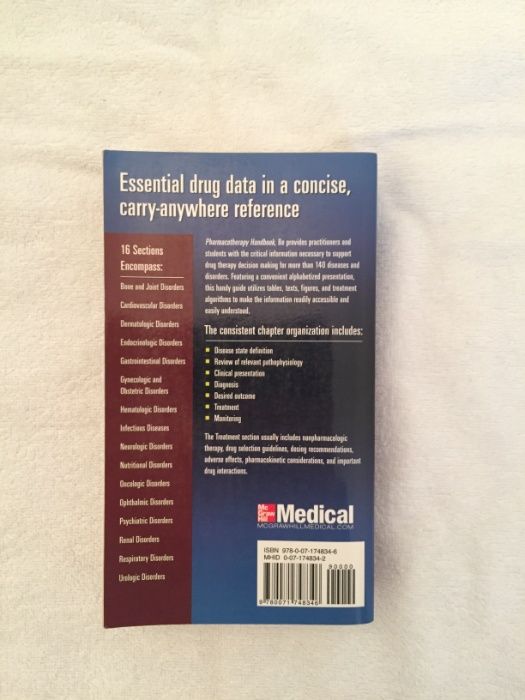 Essential drug data in a concise,
carry-anywhere reference
16 Sections
Encompass:
Bone and Joint Disorders
Cardiovascular Disorders
Dermatologic Disorders
Endocrinologic Disorders
Gastrointestinal Disorders
Gynecologic and
Obstetric Disorders
Hematologic Disorders
Infectious Diseases
Neurologic Disorders
Nutritional Disorders
Oncologic Disorders
Ophthalmic Disorders
Psychiatric Disorders
Renal Disorders
Respiratory Disorders
Urologic Disorders
Pharmacotherapy Handbook, 8e provides practitioners and
students with the critical information necessary to support
drug therapy decision making for more than 140 diseases and
disorders. Featuring a convenient alphabetized presentation,
this handy guide utilizes tables, texts, figures, and treatment
algorithms to make the information readily accessible and
easily understood.
The consistent chapter organization includes:
Disease state definition
Review of relevant pathophysiology
Clinical presentation
Diagnosis
Desired outcome
Treatment
Monitoring
The Treatment section usually includes nonpharmacologic
therapy, drug selection guidelines, dosing recommendations,
adverse effects, pharmacokinetic considerations, and important
drug interactions.
Mc
Graw
Hill
Medical
MCGRAWHILLMEDICAL.COM
ISBN 978-0-07-174834-6
MHID 0-07-174834-2
90000
9 780071 748346